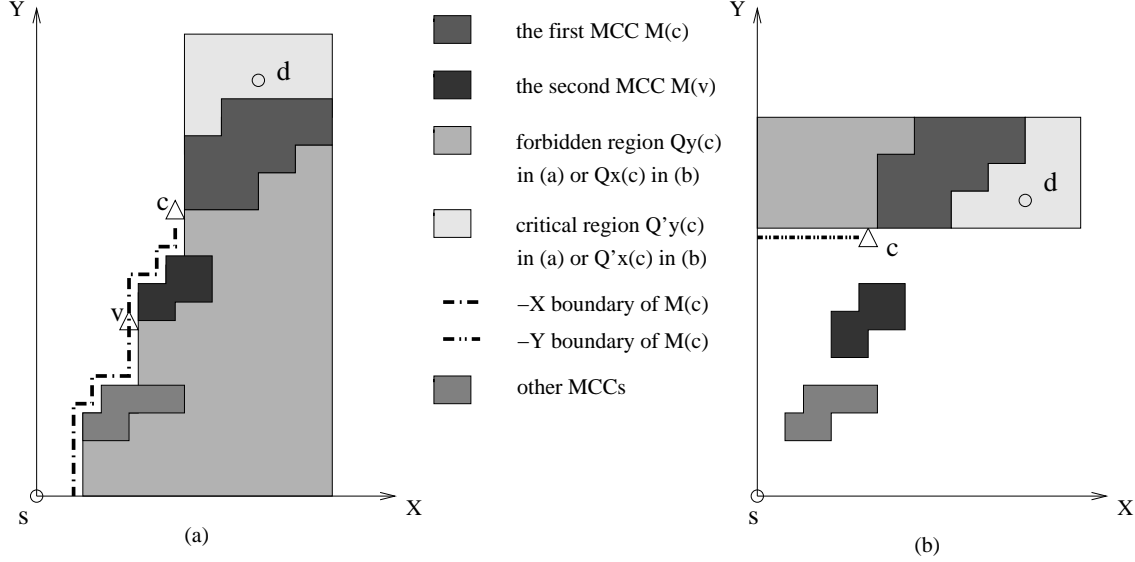 Y
d
c
v
s
X
(a)
the first MCC M(c)
the second MCC M(v)
forbidden region Qy(c)
in (a) or Qx(c) in (b)
critical region Q'y(c)
in (a) or Q'x(c) in (b)
–X boundary of M(c)
–Y boundary of M(c)
other MCCs
Y
d
c
s
X
(b)